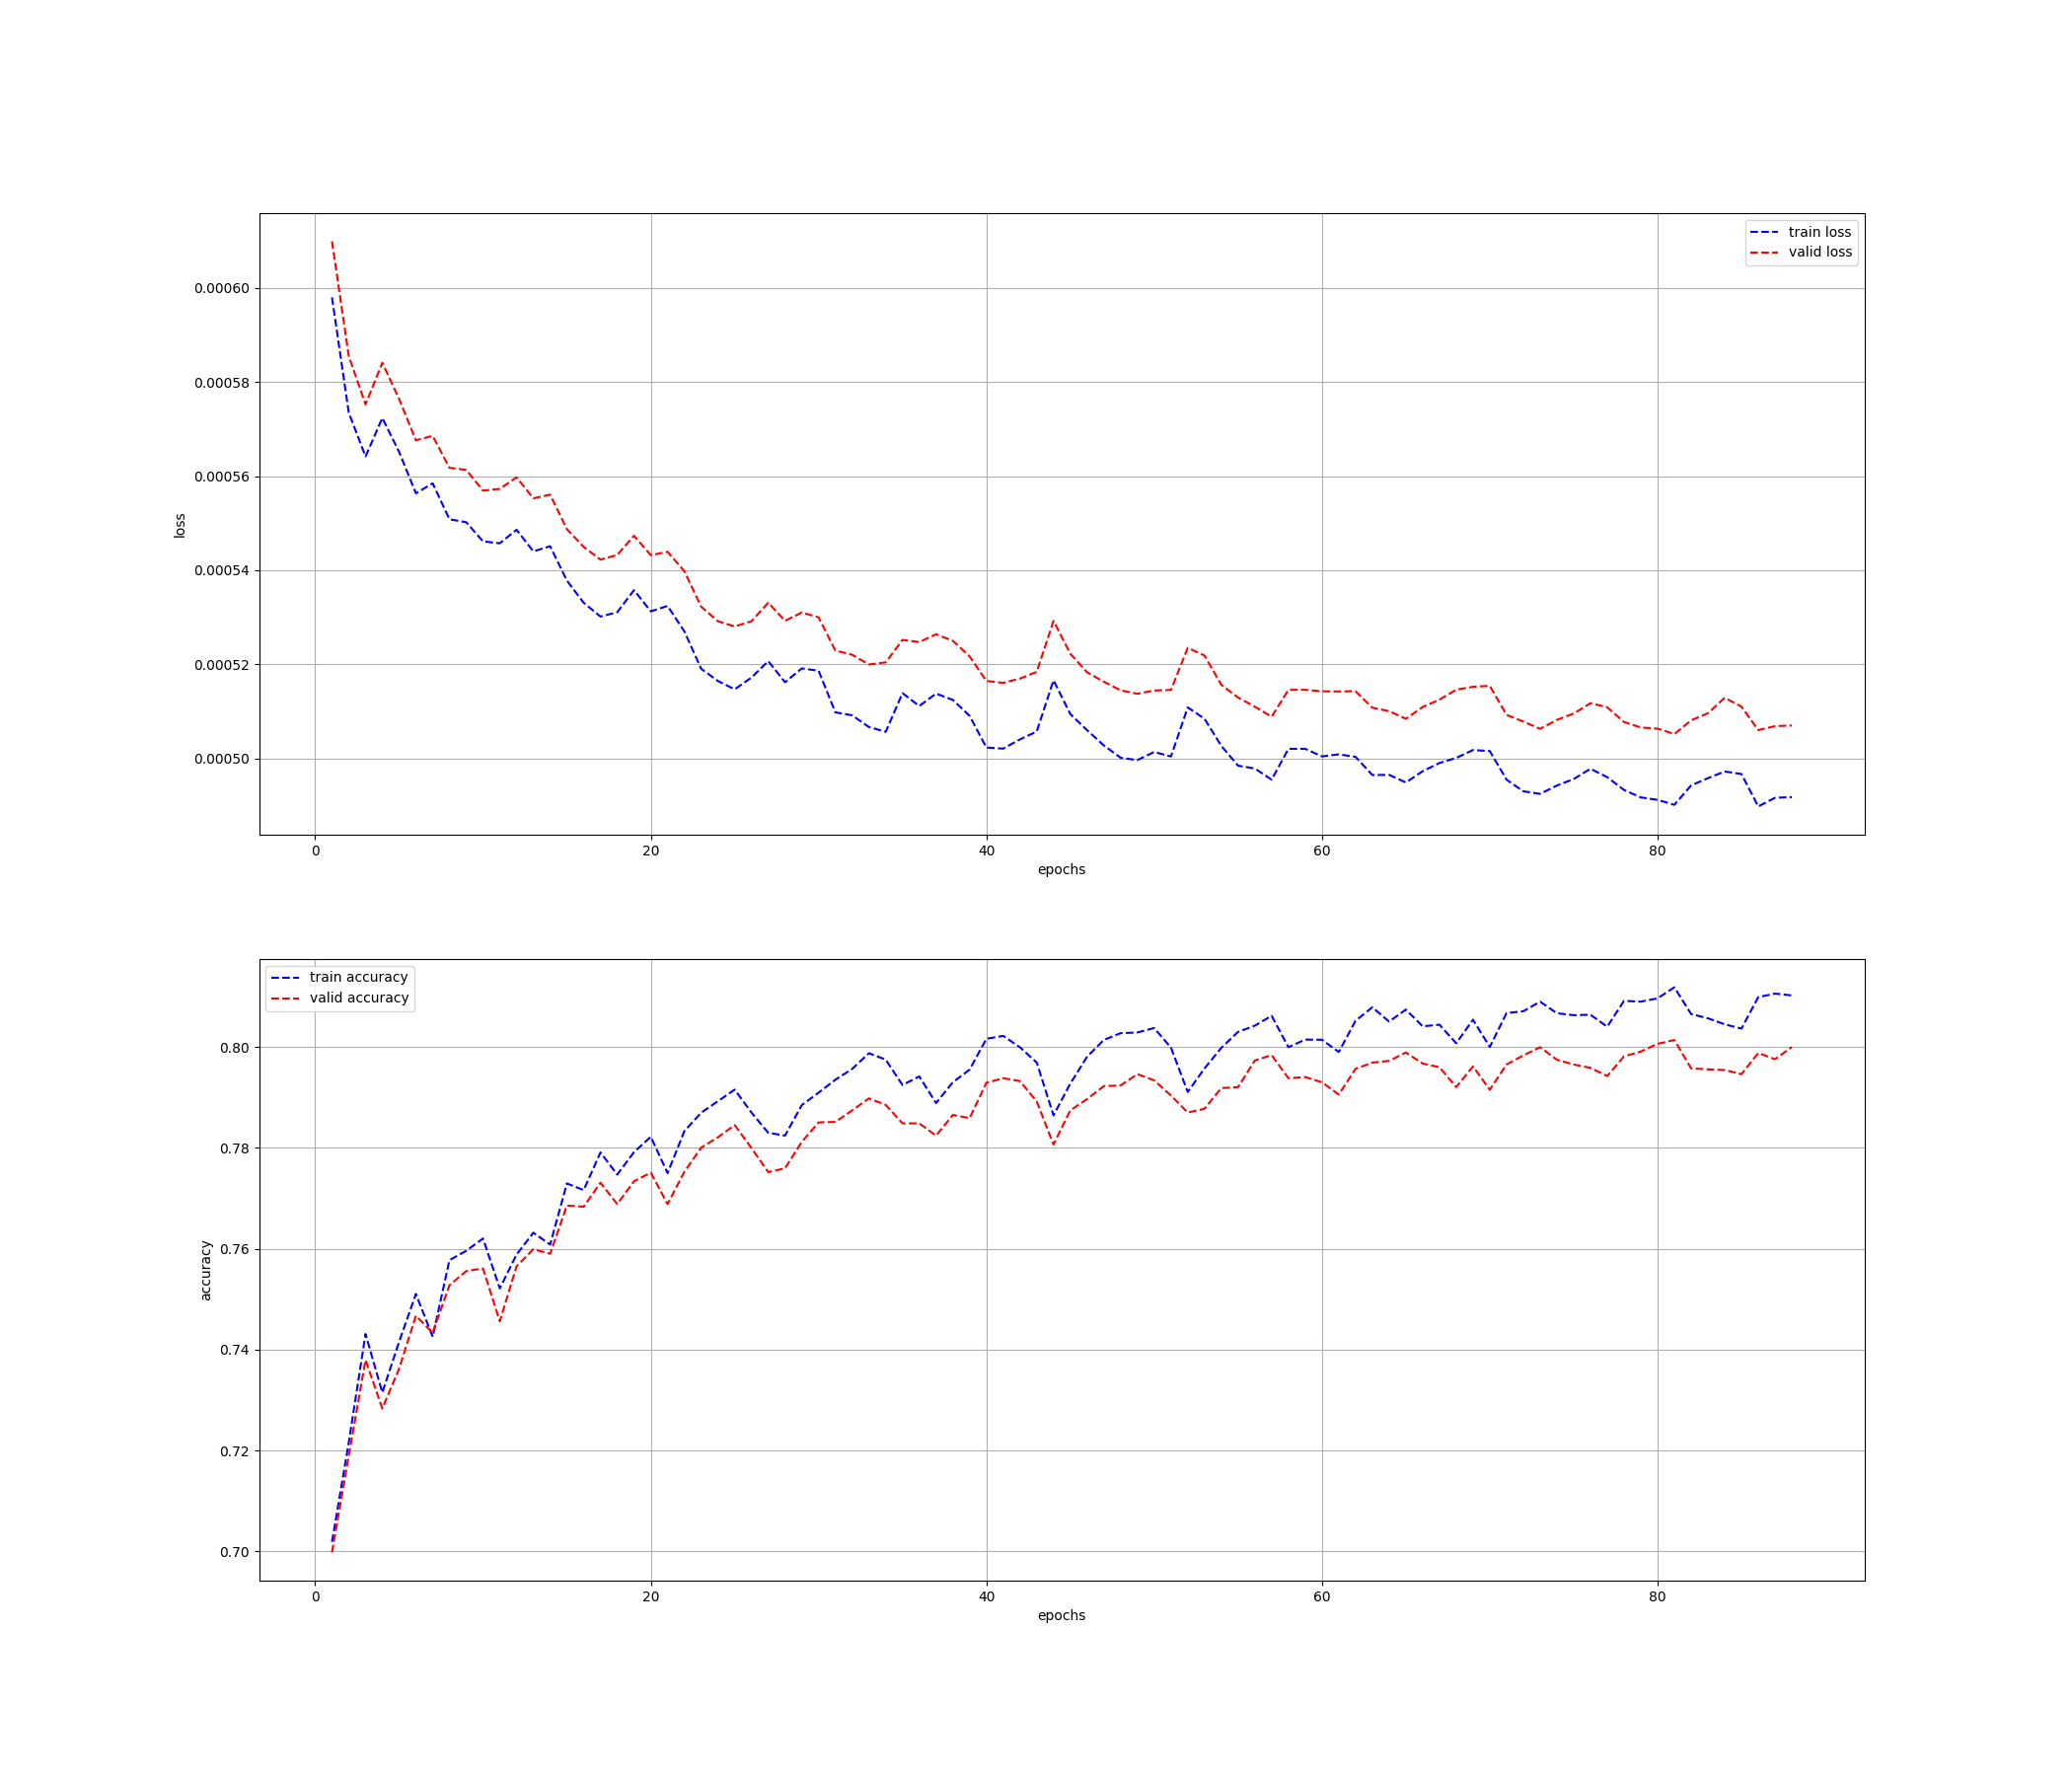 train loss
valid loss
0.00060
0.00058
0.00056
0.00054
0.00052
0.00050
loss
0 20 40 60 80
epochs
train accuracy
valid accuracy
0.80
0.78
0.76
0.74
0.72
0.70
accuracy
0 20 40 60 80
epochs